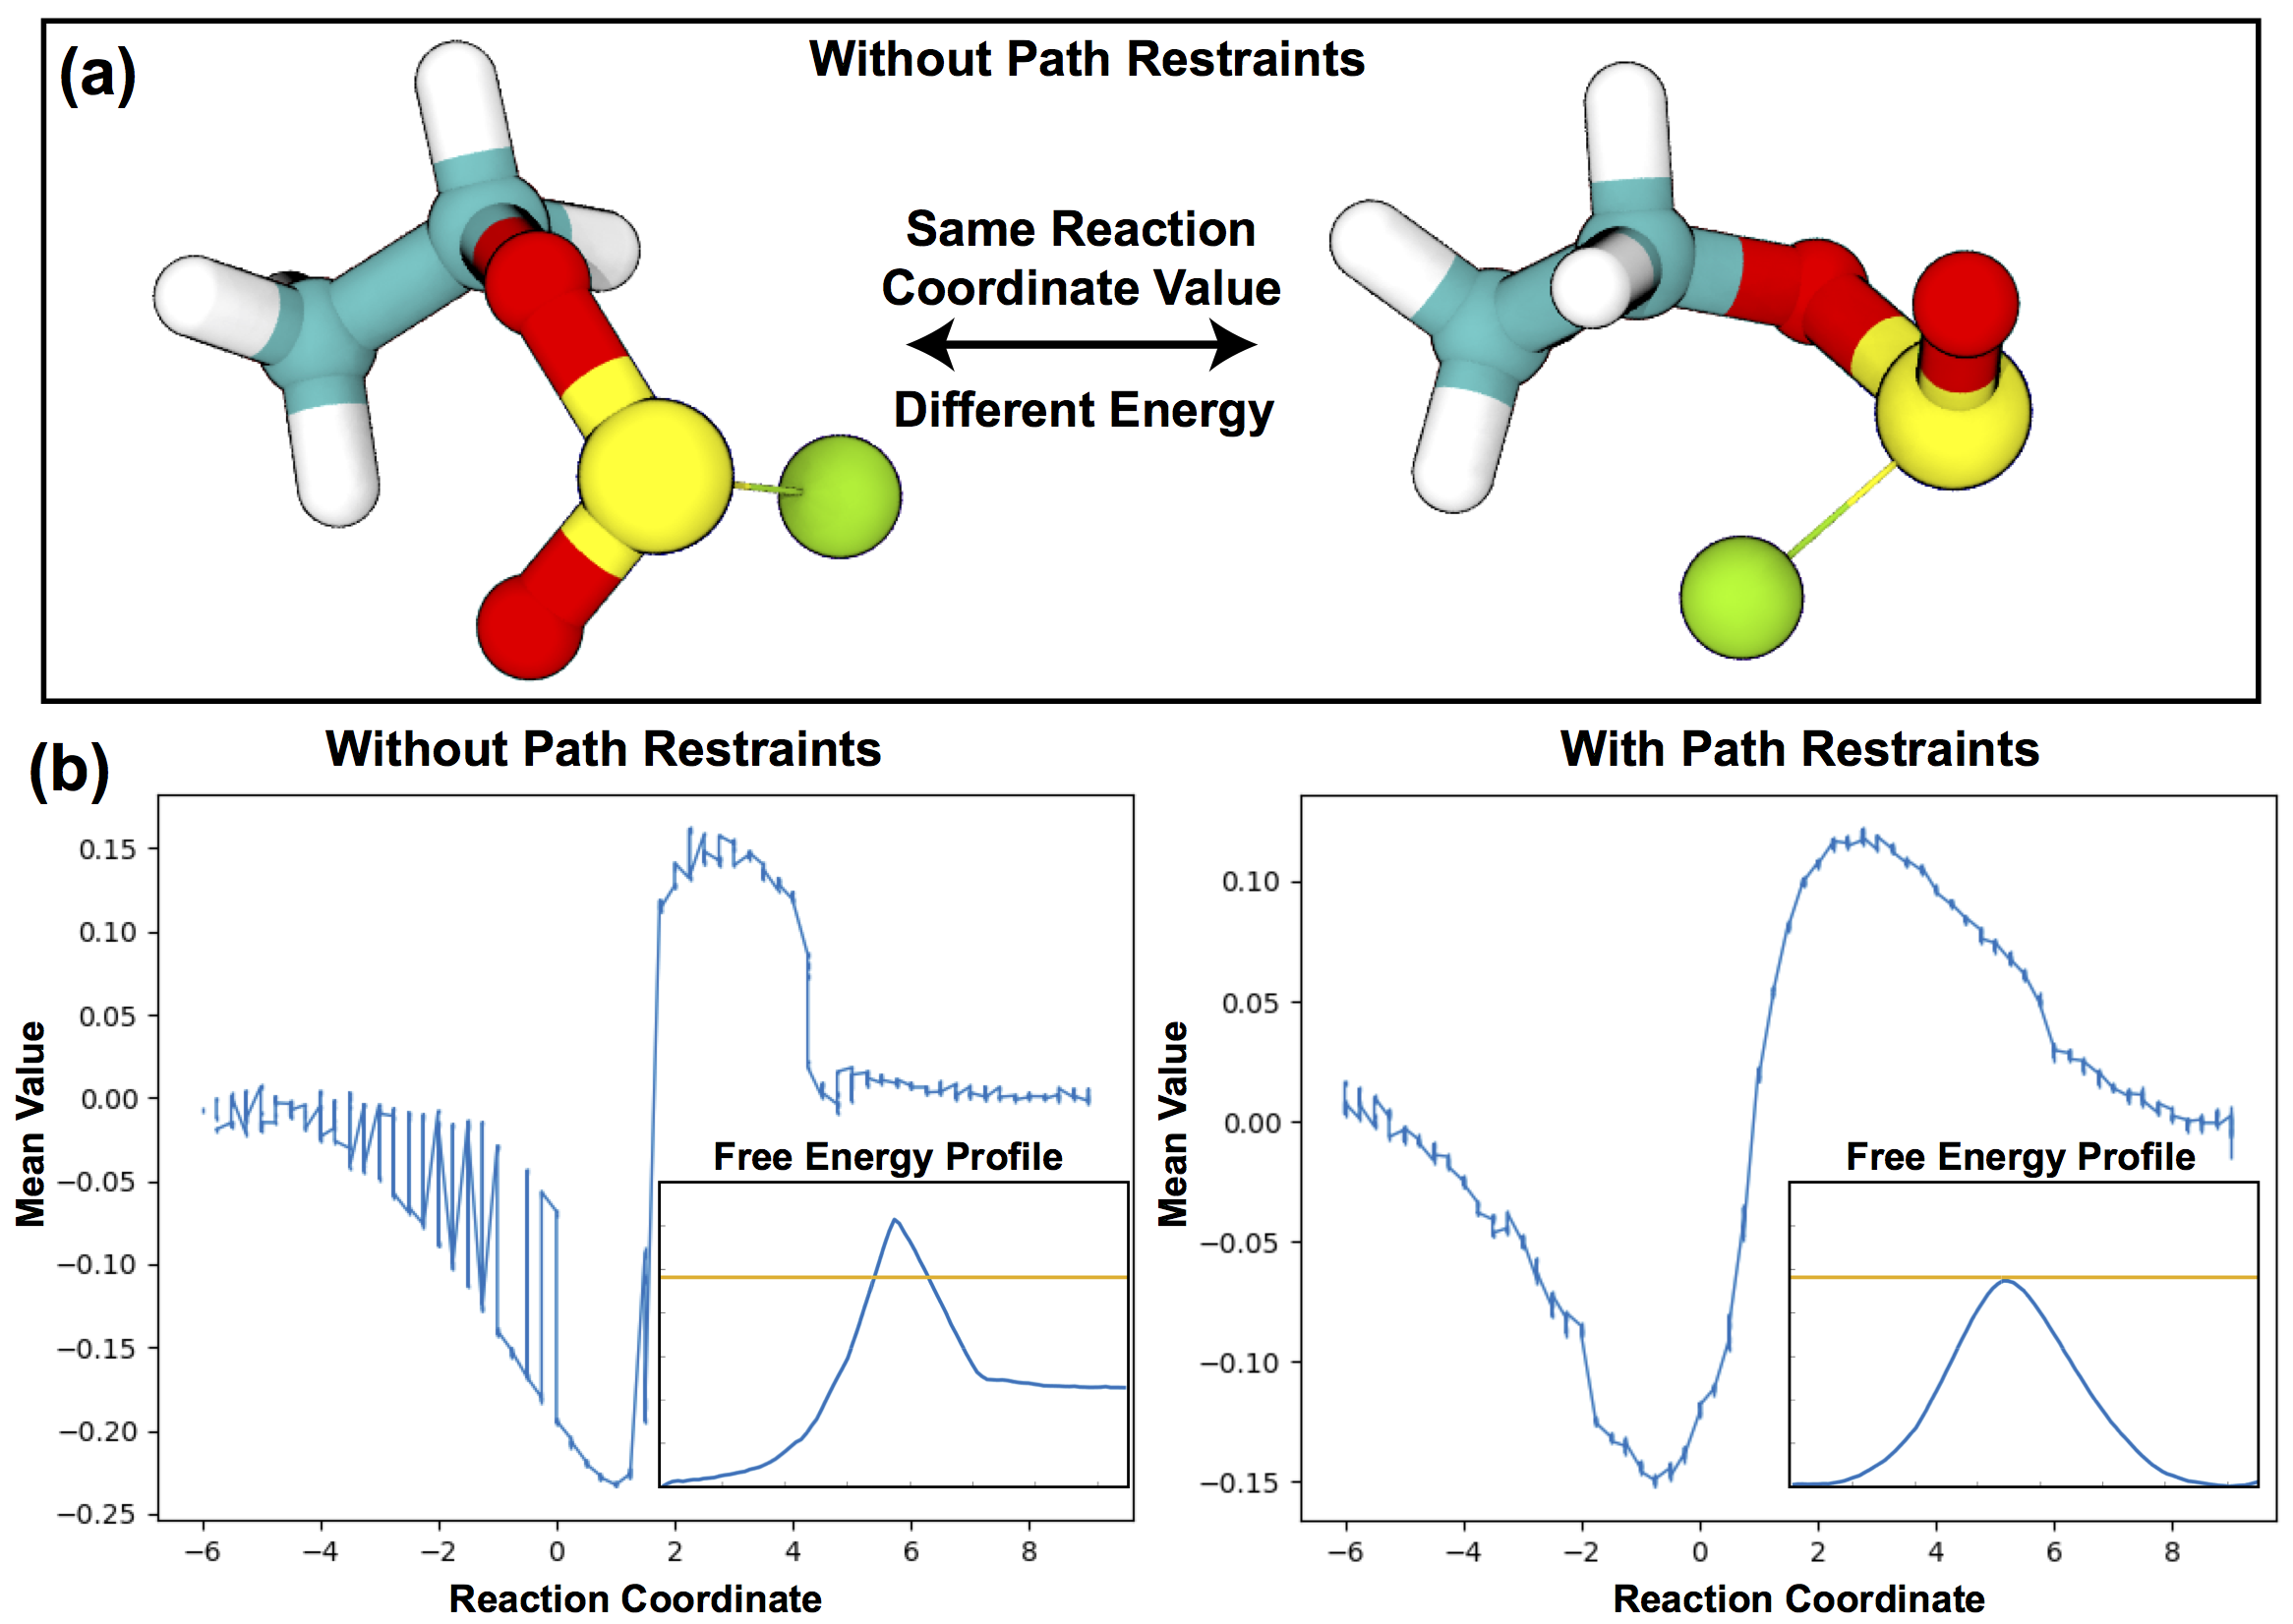 (a)
Without Path Restraints
Same Reaction
Coordinate Value
Different Energy
(b)
Without Path Restraints
Mean Value
0.15
0.10
0.05
0.00
−0.05
−0.10
−0.15
−0.20
−0.25
Free Energy Profile
−6 −4 −2 0 2 4 6 8
Reaction Coordinate
With Path Restraints
Mean Value
0.10
0.05
0.00
−0.05
−0.10
−0.15
Free Energy Profile
−6 −4 −2 0 2 4 6 8
Reaction Coordinate